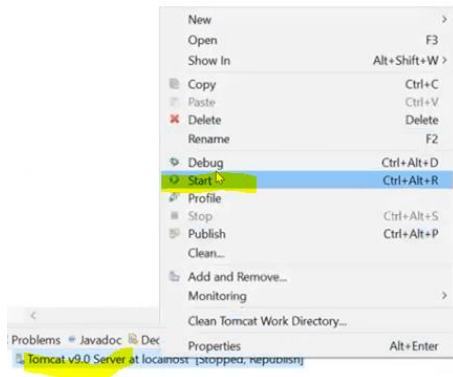 New >
Open F3
Show In Alt+Shift+W >
Copy Ctrl+C
Paste Ctrl+V
Delete Delete
Rename F2
Debug Ctrl+Alt+D
Start Ctrl+Alt+R
Profile
Stop Ctrl+Alt+S
Publish Ctrl+Alt+P
Clean...
Add and Remove...
Monitoring >
Clean Tomcat Work Directory...
Properties Alt+Enter
Problems Javadoc Dec
Tomcat v9.0 Server at localhost [Stopped, Republish]